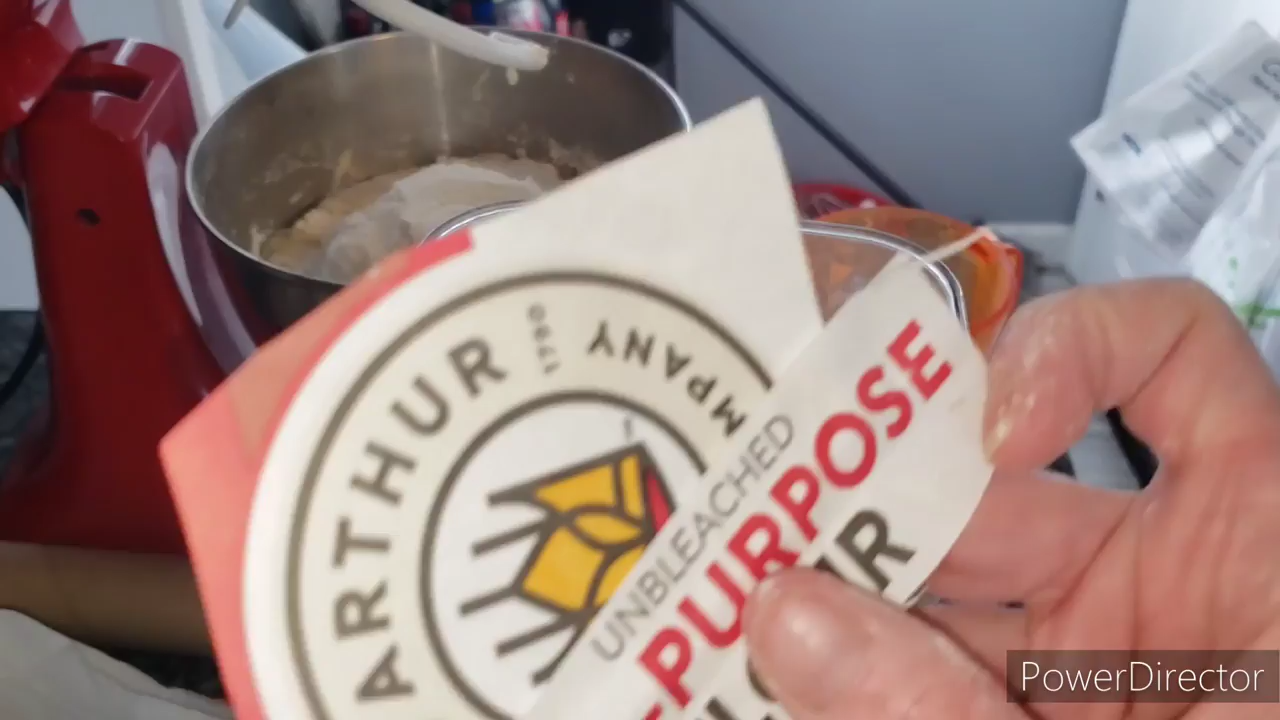 ARTHUR
1790
MPANY
UNBLEACHED
-PURPOSE
PowerDirector